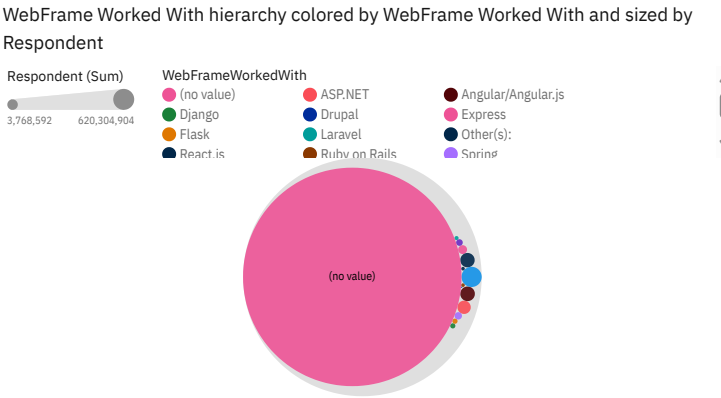 WebFrame Worked With hierarchy colored by WebFrame Worked With and sized by
Respondent
Respondent (Sum)
3,768,592 620,304,904
WebFrameWorkedWith
(no value) ASP.NET Angular/Angular.js
Django Drupal Express
Flask Laravel Other(s):
React.js Ruby on Rails Spring
(no value)